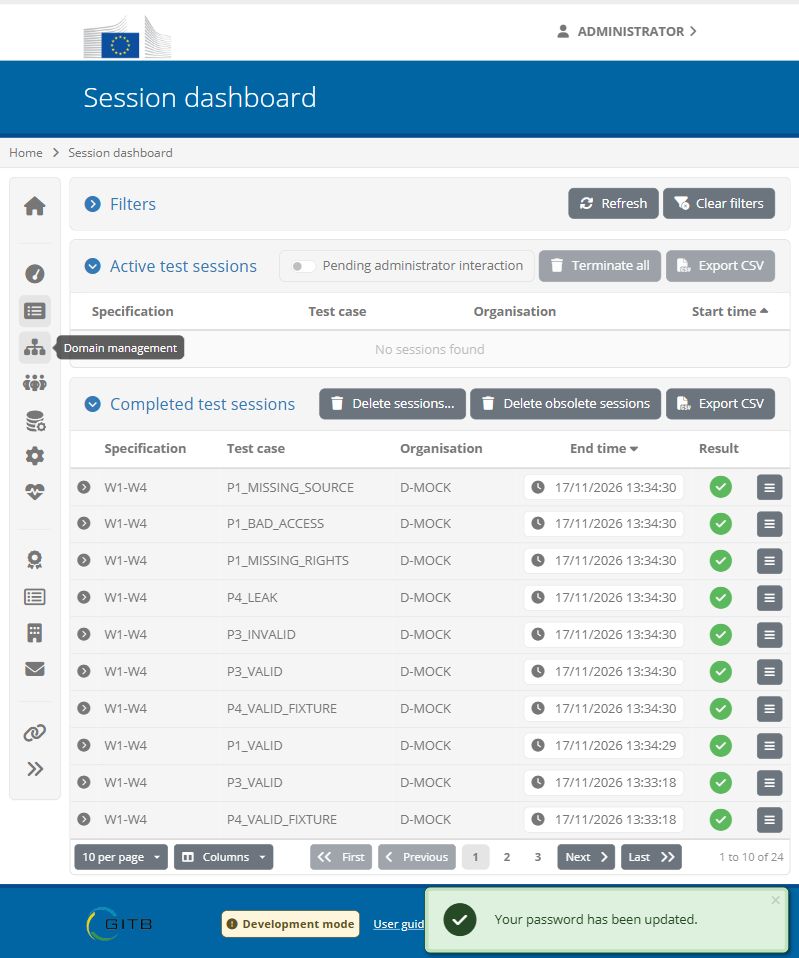 ADMINISTRATOR
Session dashboard
Home Session dashboard
Filters Refresh Clear filters
Active test sessions Pending administrator interaction Terminate all Export CSV
Specification Test case Organisation Start time
Domain management
No sessions found
Completed test sessions Delete sessions... Delete obsolete sessions Export CSV
Specification Test case Organisation End time Result
W1-W4 P1_MISSING_SOURCE D-MOCK 17/11/2026 13:34:30
W1-W4 P1_BAD_ACCESS D-MOCK 17/11/2026 13:34:30
W1-W4 P1_MISSING_RIGHTS D-MOCK 17/11/2026 13:34:30
W1-W4 P4_LEAK D-MOCK 17/11/2026 13:34:30
W1-W4 P3_INVALID D-MOCK 17/11/2026 13:34:30
W1-W4 P3_VALID D-MOCK 17/11/2026 13:34:30
W1-W4 P4_VALID_FIXTURE D-MOCK 17/11/2026 13:34:30
W1-W4 P1_VALID D-MOCK 17/11/2026 13:34:29
W1-W4 P3_VALID D-MOCK 17/11/2026 13:33:18
W1-W4 P4_VALID_FIXTURE D-MOCK 17/11/2026 13:33:18
10 per page Columns First Previous 1 2 3 Next Last 1 to 10 of 24
GITB Development mode User guid Your password has been updated.